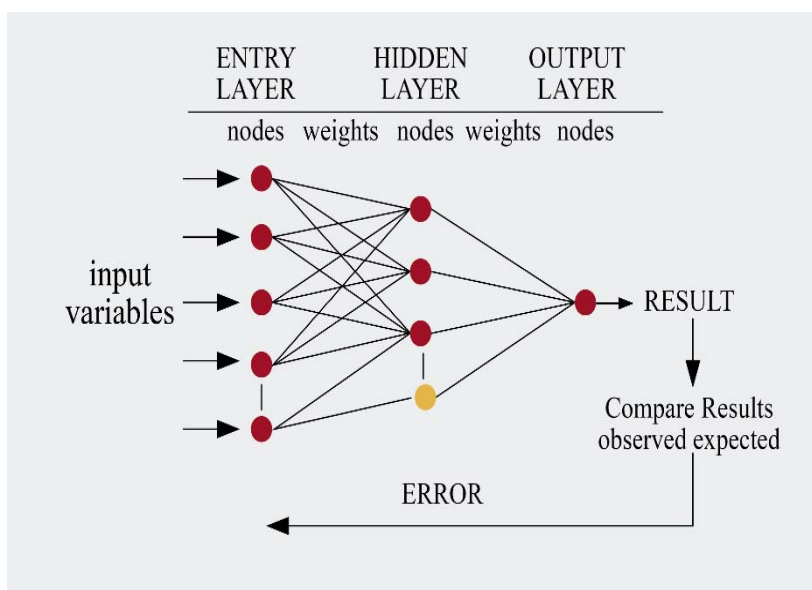 ENTRY HIDDEN OUTPUT
LAYER LAYER LAYER
nodes weights nodes weights nodes
input
variables
RESULT
Compare Results
observed expected
ERROR